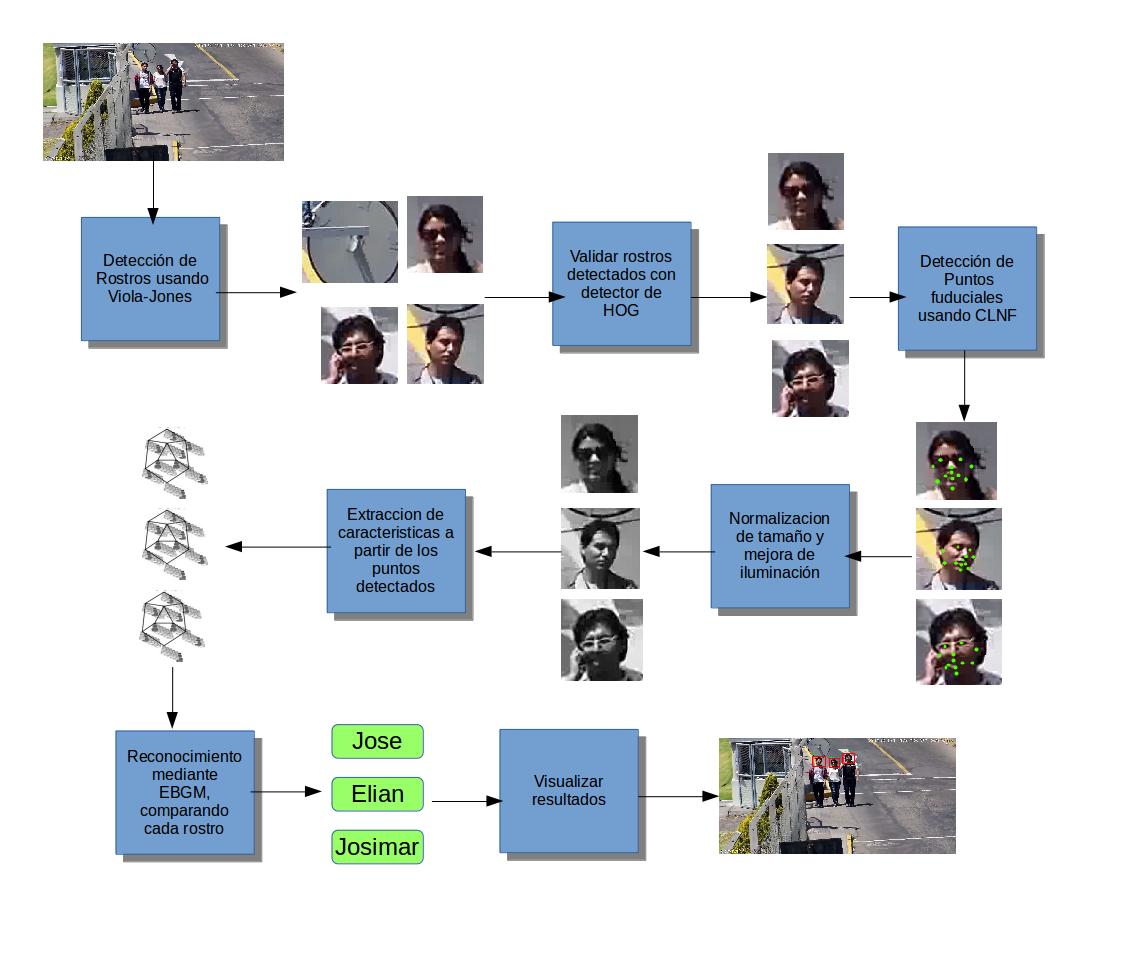 Detección de
Rostros usando
Viola-Jones
Validar rostros
detectados con
detector de
HOG
Detección de
Puntos
fuduciales
usando CLNF
Extraccion de
caracteristicas a
partir de los
puntos
detectados
Normalizacion
de tamaño y
mejora de
iluminación
Reconocimiento
mediante
EBGM,
comparando
cada rostro
Jose
Elian
Josimar
Visualizar
resultados